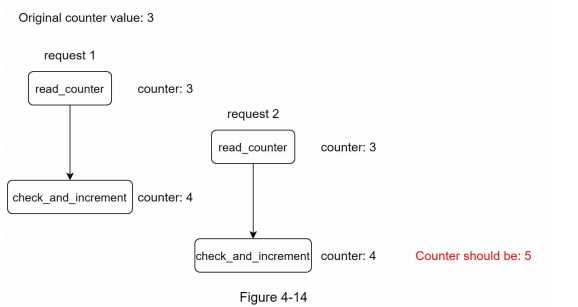 Original counter value: 3
request 1
read_counter
counter: 3
request 2
read_counter
counter: 3
check_and_increment
counter: 4
check_and_increment
counter: 4
Counter should be: 5
Figure 4-14